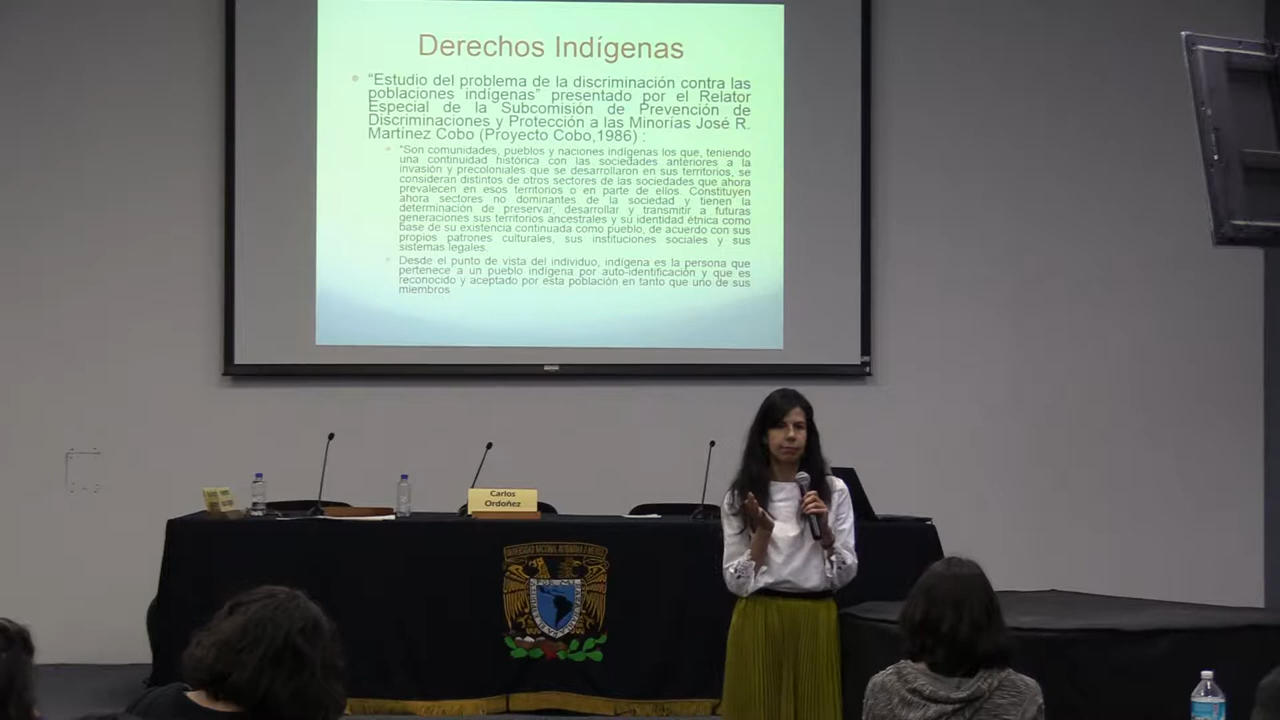 Derechos Indígenas
“Estudio del problema de la discriminación contra las
poblaciones indígenas” presentado por el Relator
Especial de la Subcomisión de Prevención de
Discriminaciones y Protección a las Minorías José R.
Martínez Cobo (Proyecto Cobo,1986) :
“Son comunidades, pueblos y naciones indígenas los que, teniendo
una continuidad histórica con las sociedades anteriores a la
invasión y precoloniales que se desarrollaron en sus territorios, se
consideran distintos de otros sectores de las sociedades que ahora
prevalecen en esos territorios o en parte de ellos. Constituyen
ahora sectores no dominantes de la sociedad y tienen la
determinación de preservar, desarrollar y transmitir a futuras
generaciones sus territorios ancestrales y su identidad étnica como
base de su existencia continuada como pueblo, de acuerdo con sus
propios patrones culturales, sus instituciones sociales y sus
sistemas legales.
Desde el punto de vista del individuo, indígena es la persona que
pertenece a un pueblo indígena por auto-identificación y que es
reconocido y aceptado por esta población en tanto que uno de sus
miembros
Carlos
Ordoñez
UNIVERSIDAD NACIONAL AUTONOMA DE MEXICO